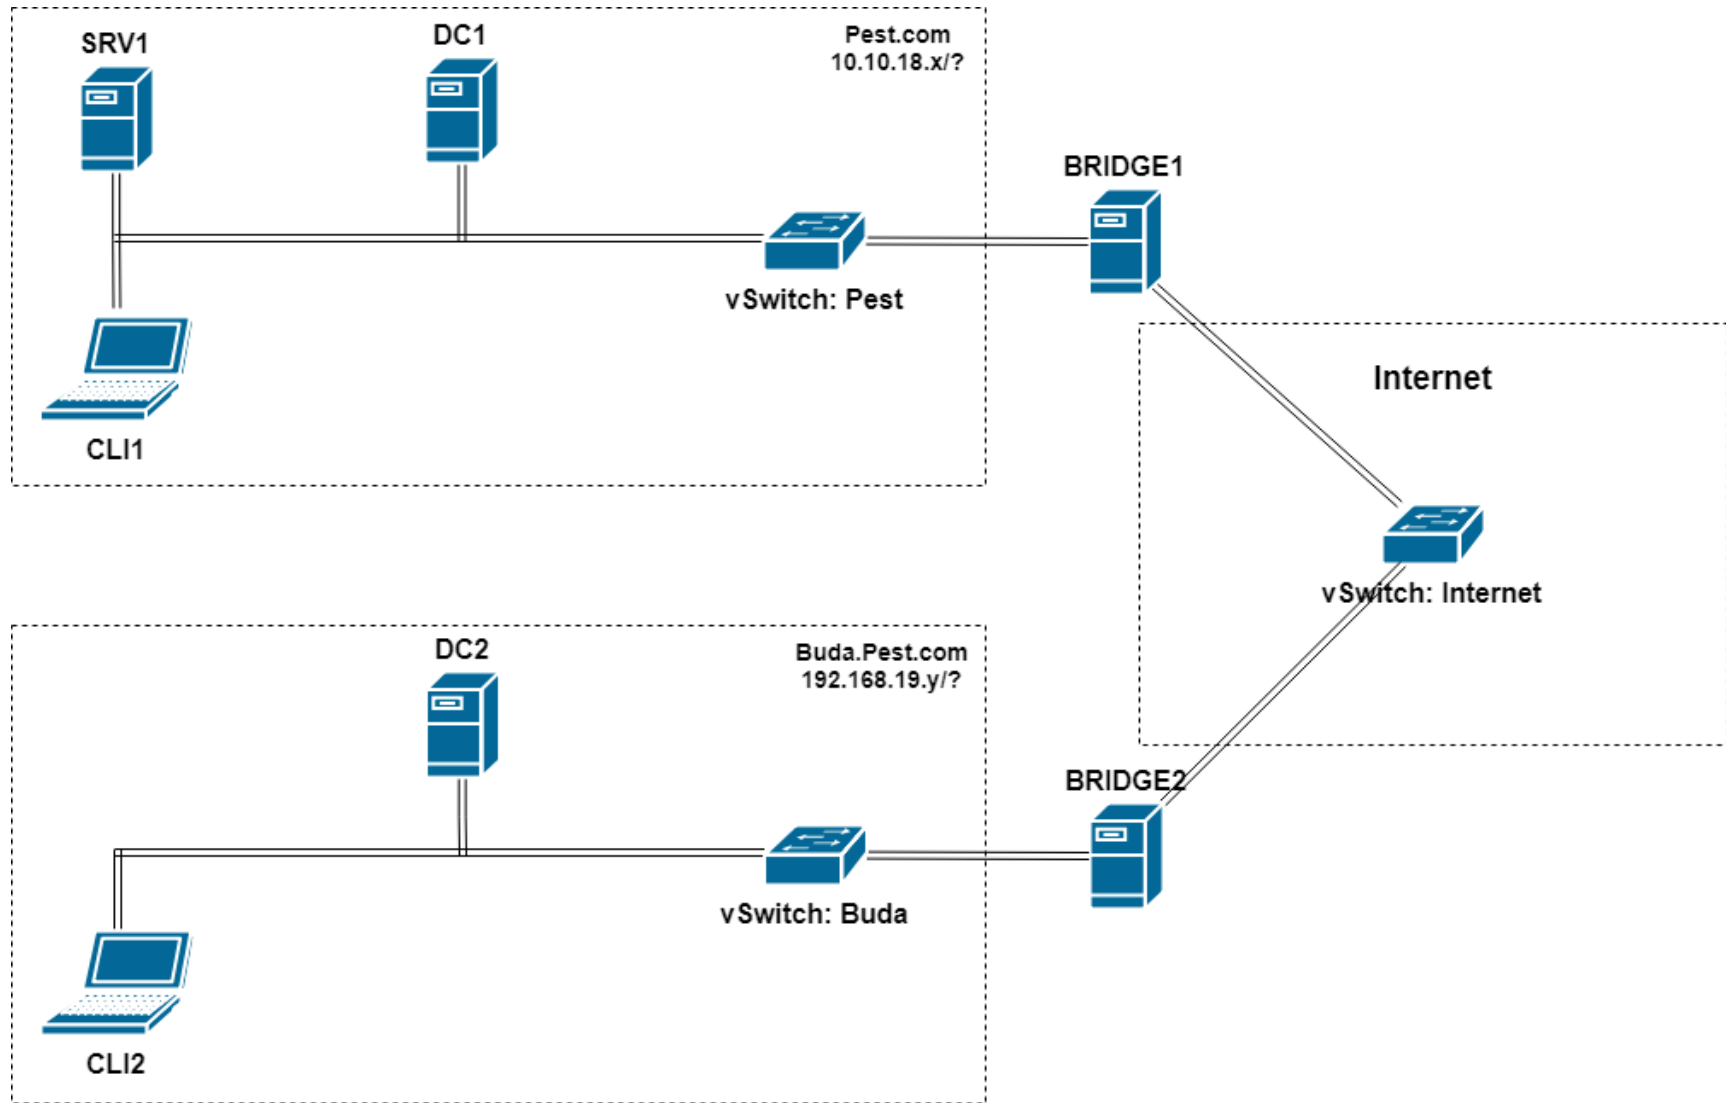 SRV1
DC1
Pest.com
10.10.18.x/?
BRIDGE1
vSwitch: Pest
Internet
CLI1
vSwitch: Internet
DC2
Buda.Pest.com
192.168.19.y/?
BRIDGE2
vSwitch: Buda
CLI2